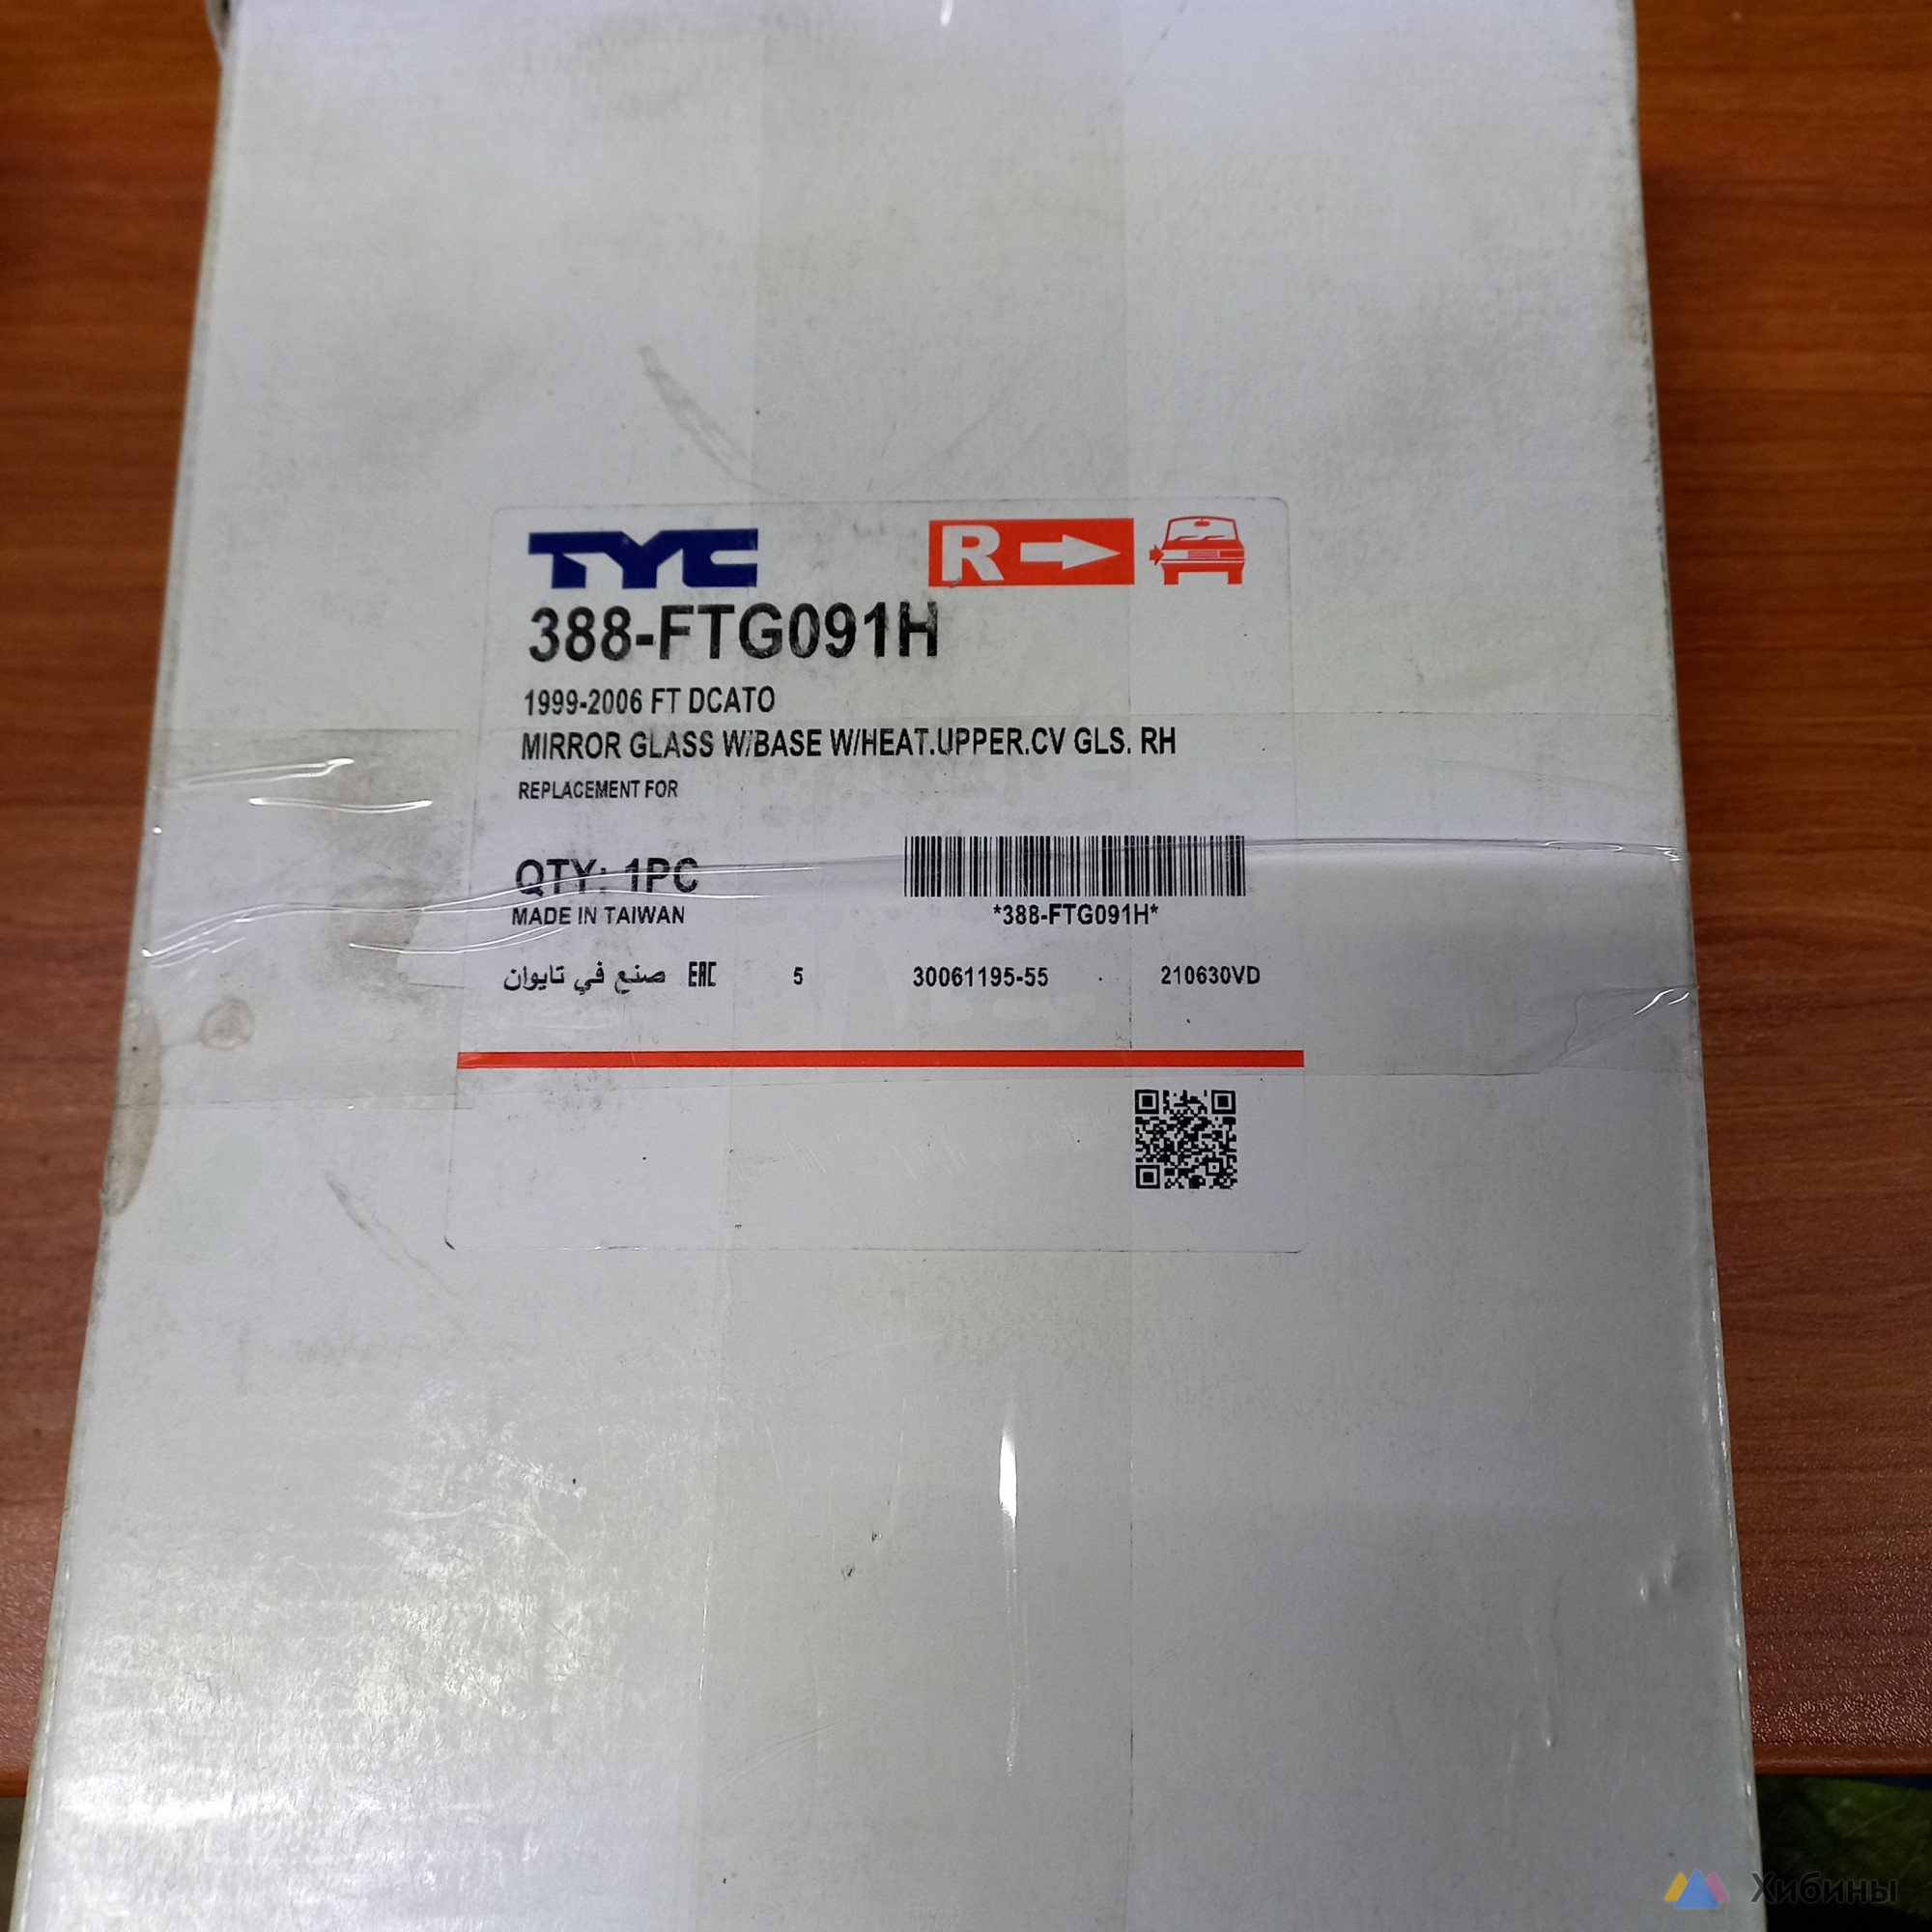 TYC R
388-FTG091H
1999-2006 FT DCATO
MIRROR GLASS W/BASE W/HEAT.UPPER.CV GLS. RH
REPLACEMENT FOR
QTY: 1PC
MADE IN TAIWAN *388-FTG091H*
صنع في تايوان EAC 5 30061195-55 210630VD
Хибины